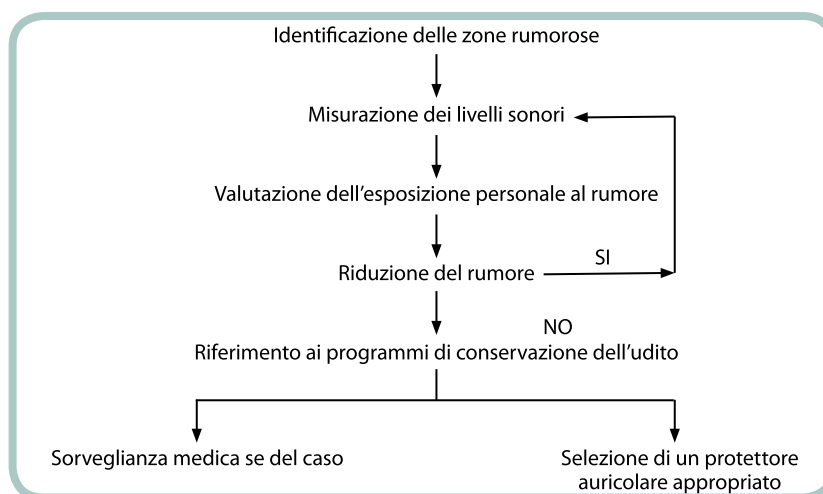 Identificazione delle zone rumorose
Misurazione dei livelli sonori
Valutazione dell'esposizione personale al rumore
SI
Riduzione del rumore
NO
Riferimento ai programmi di conservazione dell'udito
Sorveglianza medica se del caso
Selezione di un protettore
auricolare appropriato